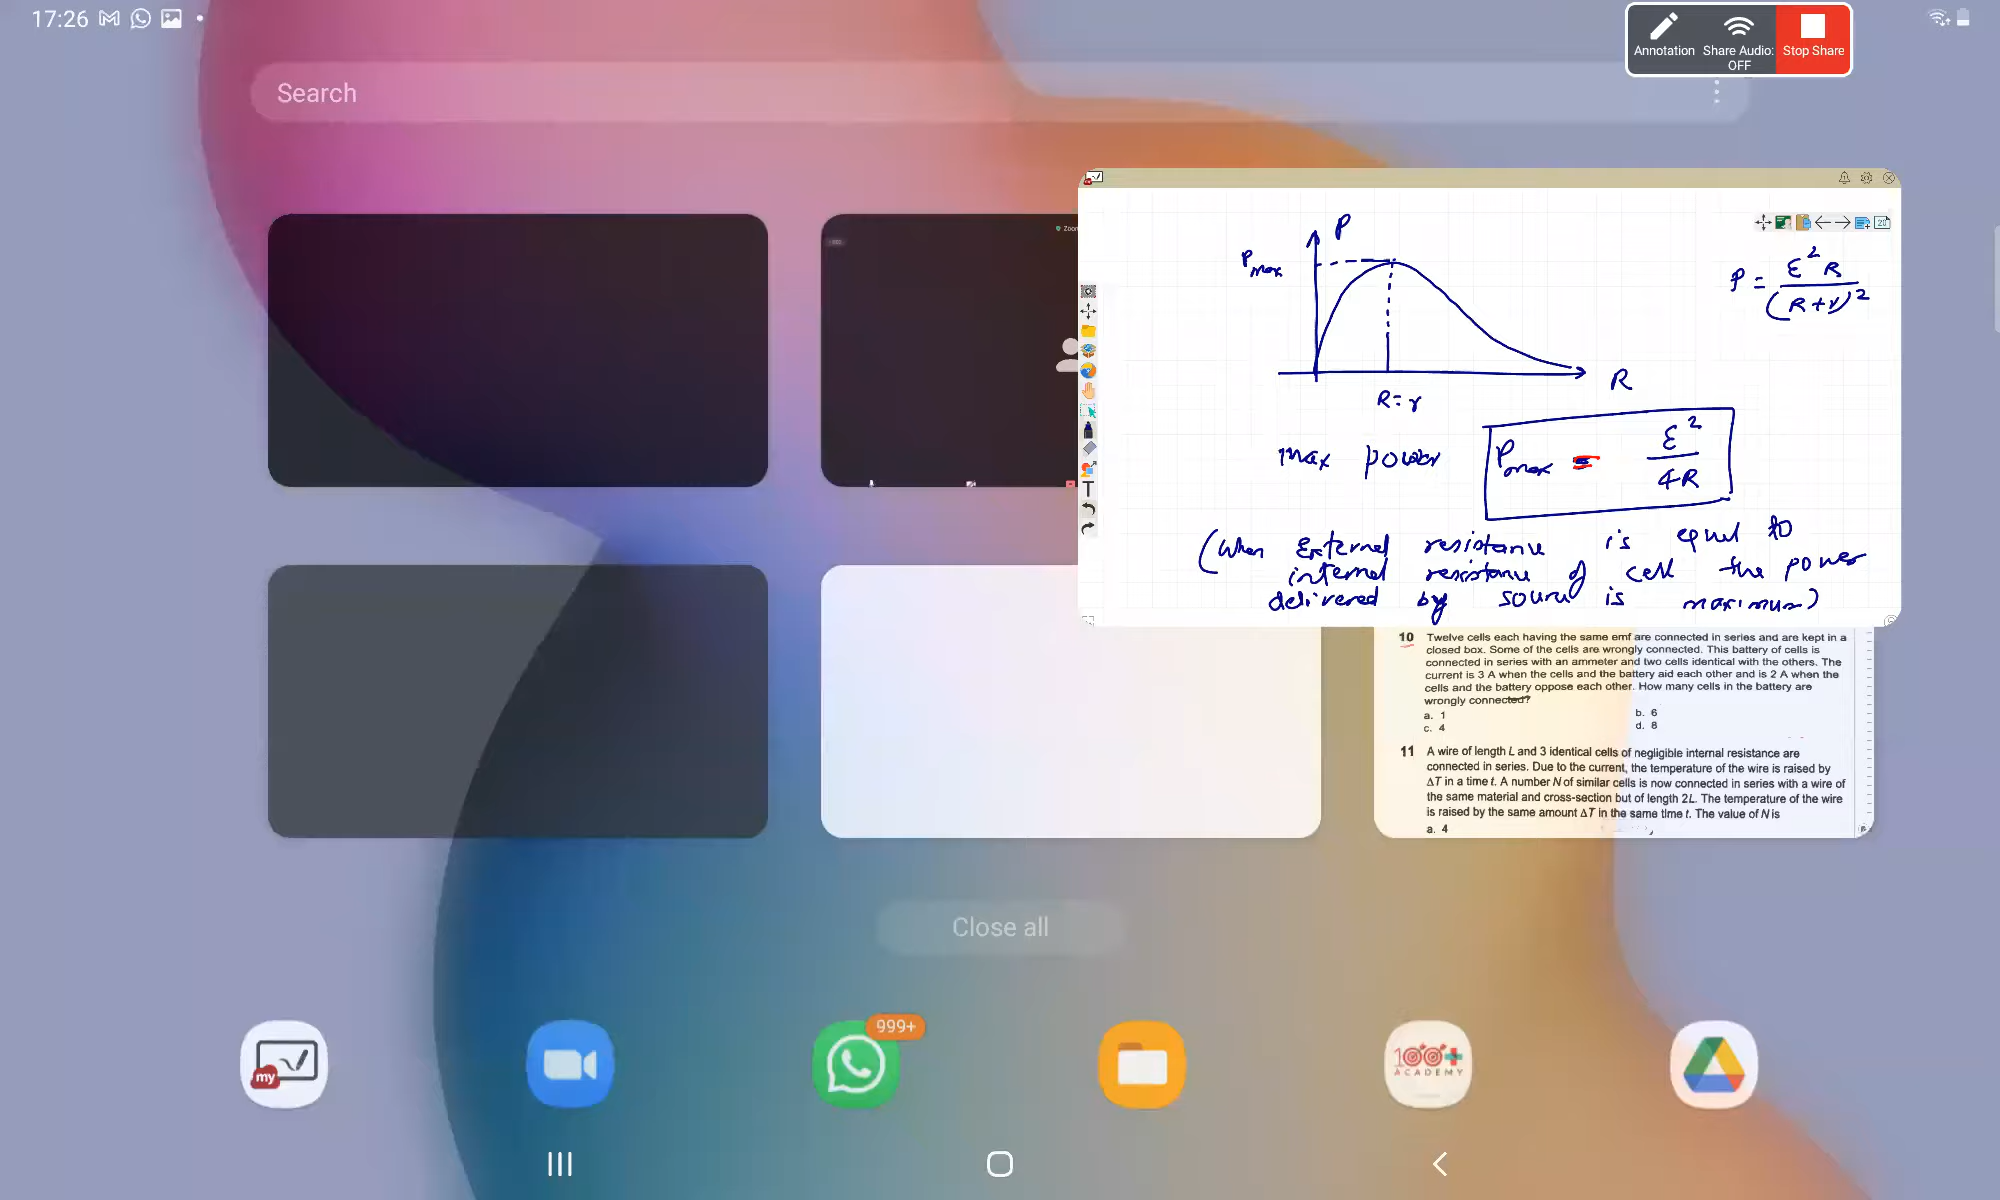 17:26
Annotation Share Audio: OFF Stop Share
Search
P
Pmax
P = ε² R / (R+r)²
R
R = r
max power Pmax = ε² / 4R
(when External resistance is equal to
internal resistance of cell the power
delivered by source is maximum)
Zoom
T
20
10 Twelve cells each having the same emf are connected in series and are kept in a
closed box. Some of the cells are wrongly connected. This battery of cells is
connected in series with an ammeter and two cells identical with the others. The
current is 3 A when the cells and the battery aid each other and is 2 A when the
cells and the battery oppose each other. How many cells in the battery are
wrongly connected?
a. 1 b. 6
c. 4 d. 8
11 A wire of length L and 3 identical cells of negligible internal resistance are
connected in series. Due to the current, the temperature of the wire is raised by
ΔT in a time t. A number N of similar cells is now connected in series with a wire of
the same material and cross-section but of length 2L. The temperature of the wire
is raised by the same amount ΔT in the same time t. The value of N is
a. 4
Close all
my
999+
100+
ACADEMY